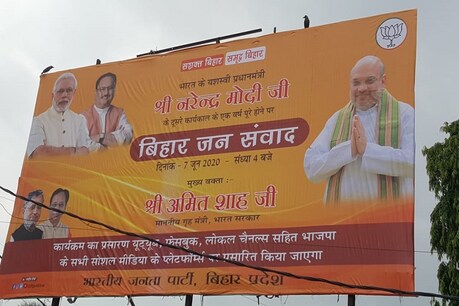 सशक्त बिहार समृद्ध बिहार
भारत के यशस्वी प्रधानमंत्री
श्री नरेन्द्र मोदी जी
के दूसरे कार्यकाल के एक वर्ष पूरे होने पर
बिहार जन संवाद
दिनांक - 7 जून 2020 - संध्या 4 बजे
मुख्य वक्ता :-
श्री अमित शाह जी
माननीय गृह मंत्री, भारत सरकार
कार्यक्रम का प्रसारण यूट्यूब, फेसबुक, लोकल चैनल्स सहित भाजपा
के सभी सोशल मीडिया के प्लेटफॉर्म पर प्रसारित किया जाएगा
भारतीय जनता पार्टी, बिहार प्रदेश